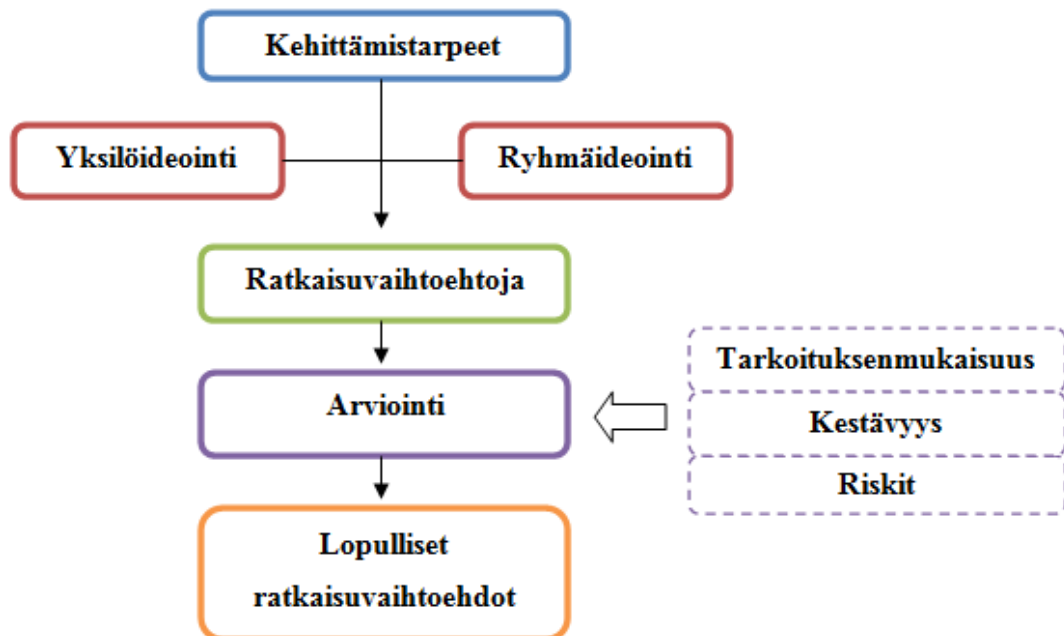 Kehittämistarpeet
Yksilöideointi
Ryhmäideointi
Ratkaisuvaihtoehtoja
Arviointi
Tarkoituksenmukaisuus
Kestävyys
Riskit
Lopulliset
ratkaisuvaihtoehdot